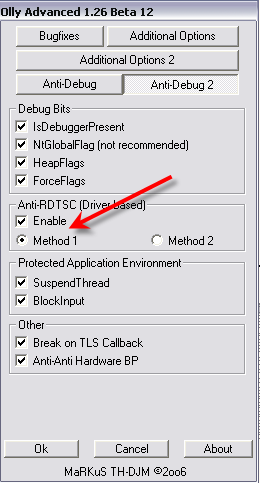 Olly Advanced 1.26 Beta 12
Bugfixes
Additional Options
Additional Options 2
Anti-Debug
Anti-Debug 2
Debug Bits
IsDebuggerPresent
NtGlobalFlag (not recommended)
HeapFlags
ForceFlags
Anti-RDTSC (Driver based)
Enable
Method 1
Method 2
Protected Application Environment
SuspendThread
BlockInput
Other
Break on TLS Callback
Anti-Anti Hardware BP
Ok
Cancel
About
MaRKuS TH-DJM ©2oo6